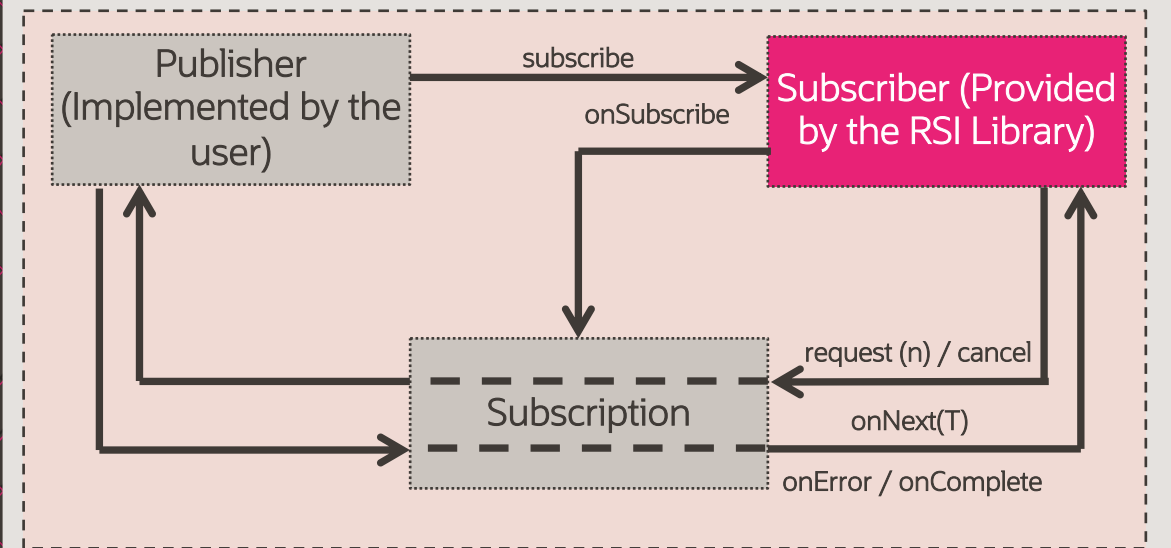 Publisher
(Implemented by the
user)
subscribe
onSubscribe
Subscriber (Provided
by the RSI Library)
request (n) / cancel
Subscription
onNext(T)
onError / onComplete